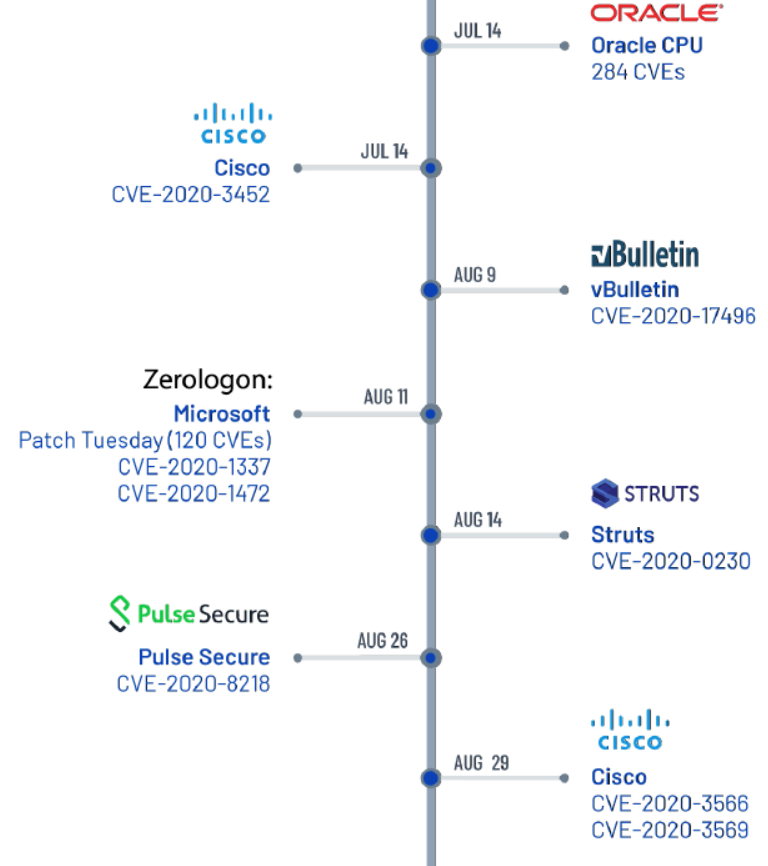 ORACLE
JUL 14
Oracle CPU
284 CVEs
CISCO
JUL 14
Cisco
CVE-2020-3452
vBulletin
AUG 9
vBulletin
CVE-2020-17496
Zerologon:
AUG 11
Microsoft
Patch Tuesday (120 CVEs)
CVE-2020-1337
CVE-2020-1472
STRUTS
AUG 14
Struts
CVE-2020-0230
Pulse Secure
AUG 26
Pulse Secure
CVE-2020-8218
CISCO
AUG 29
Cisco
CVE-2020-3566
CVE-2020-3569